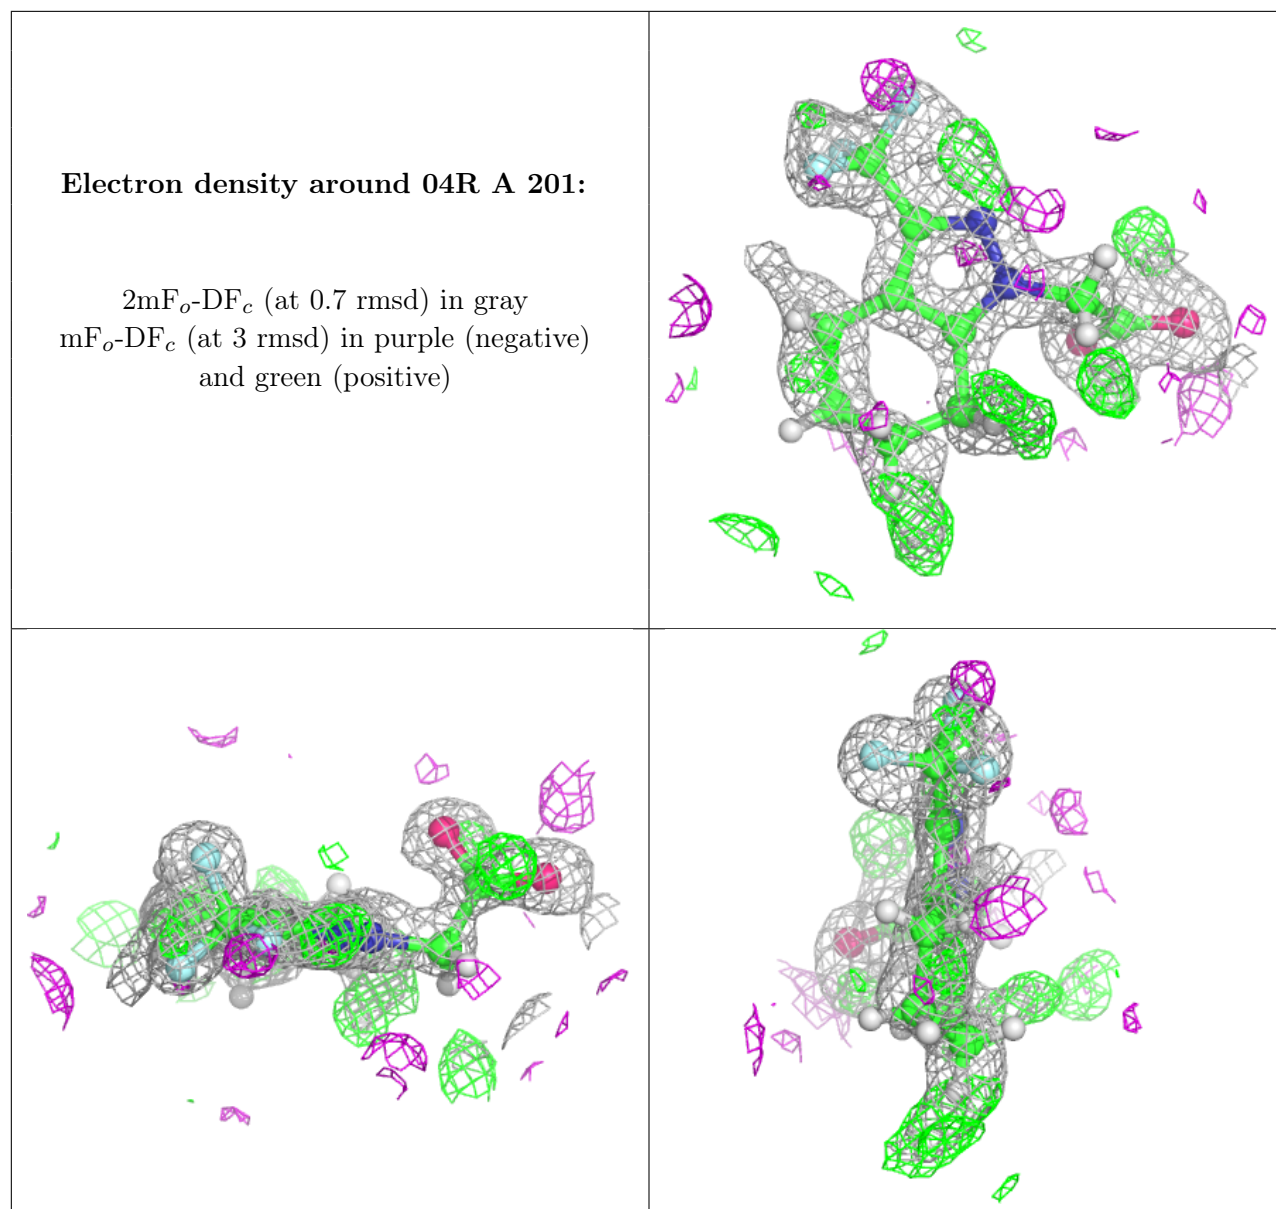 Electron density around 04R A 201:
2mFo-DFc (at 0.7 rmsd) in gray
mFo-DFc (at 3 rmsd) in purple (negative)
and green (positive)